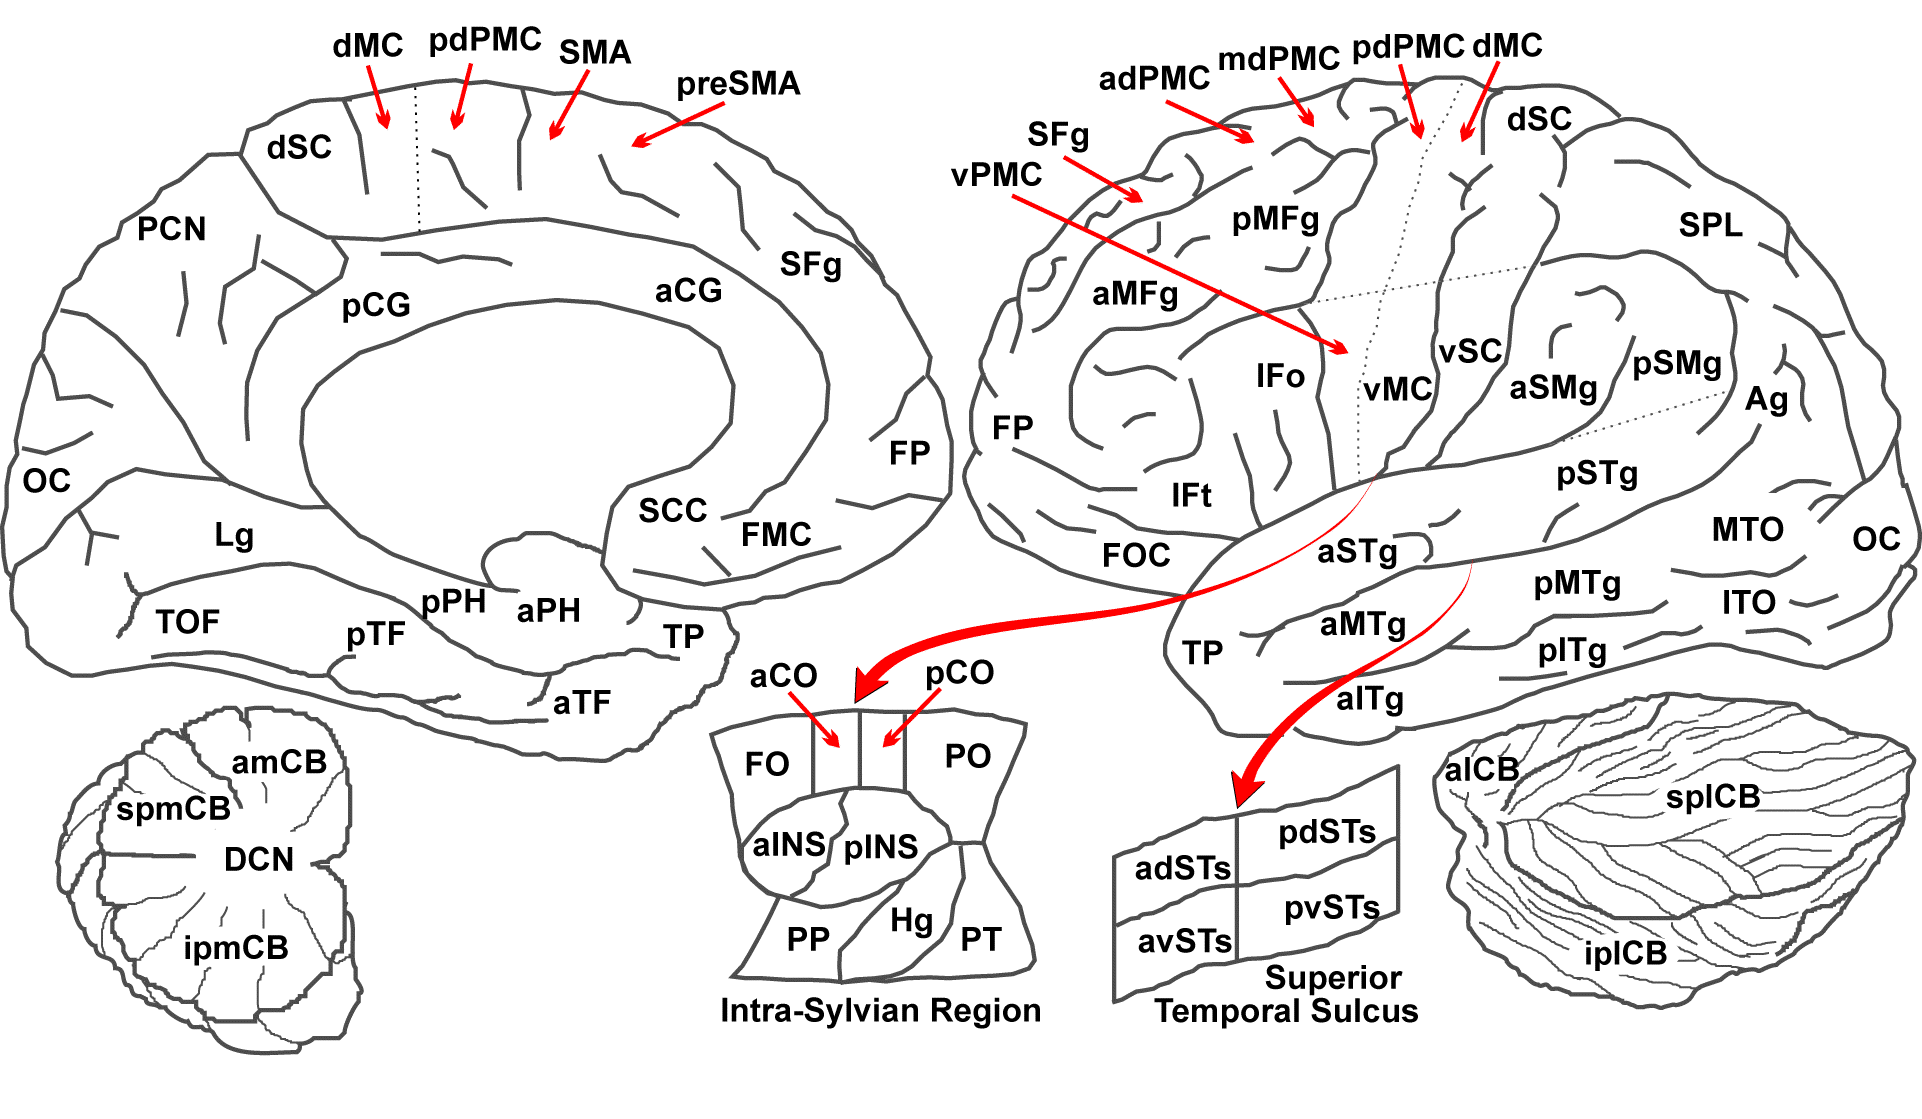 dMC
pdPMC
SMA
preSMA
dSC
PCN
SFg
pCG
aCG
OC
FP
SCC
FMC
Lg
pPH
aPH
TOF
pTF
TP
aTF
adPMC
mdPMC
pdPMC
dMC
SFg
vPMC
dSC
pMFg
SPL
aMFg
IFo
vMC
vSC
aSMg
pSMg
Ag
FP
IFt
pSTg
FOC
aSTg
MTO
OC
pMTg
ITO
aMTg
TP
pITg
aITg
amCB
spmCB
DCN
ipmCB
aCO
pCO
FO
PO
aINS
pINS
PP
Hg
PT
Intra-Sylvian Region
pdSTs
adSTs
pvSTs
avSTs
Superior
Temporal Sulcus
alCB
splCB
iplCB